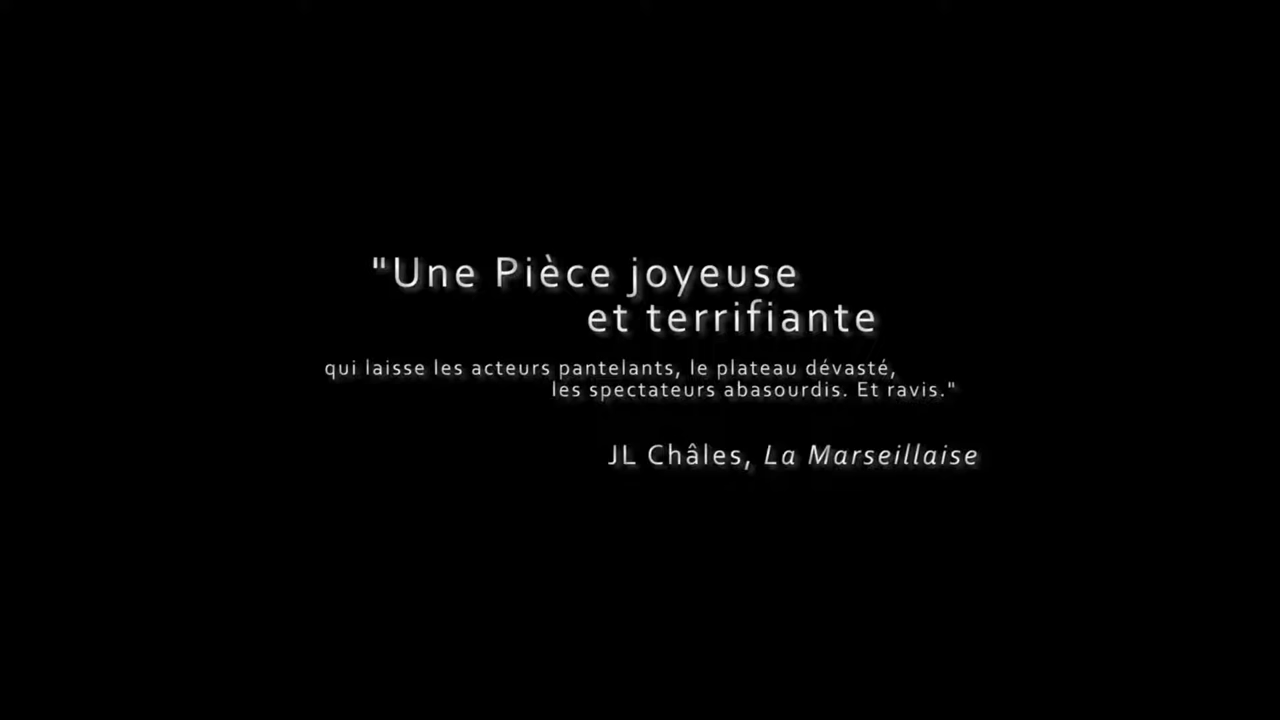 "Une Pièce joyeuse
et terrifiante
qui laisse les acteurs pantelants, le plateau dévasté,
les spectateurs abasourdis. Et ravis."
JL Châles, La Marseillaise